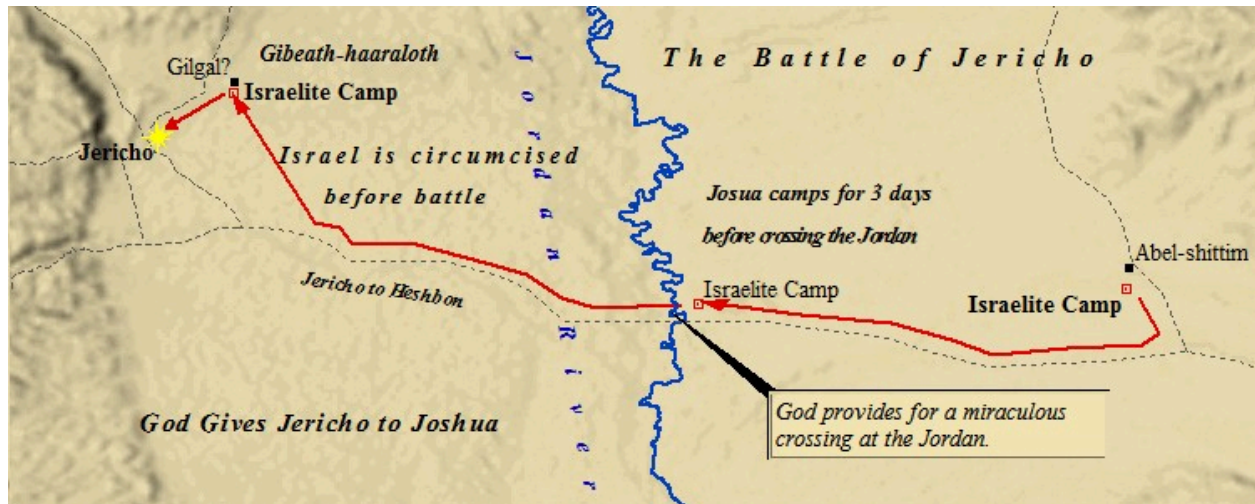 The Battle of Jericho
Gibeath-haaraloth
Gilgal?
Israelite Camp
Jericho
Israel is circumcised
before battle
Jordan River
Josua camps for 3 days
before crossing the Jordan
Abel-shittim
Israelite Camp
Israelite Camp
Jericho to Heshbon
God Gives Jericho to Joshua
God provides for a miraculous
crossing at the Jordan.